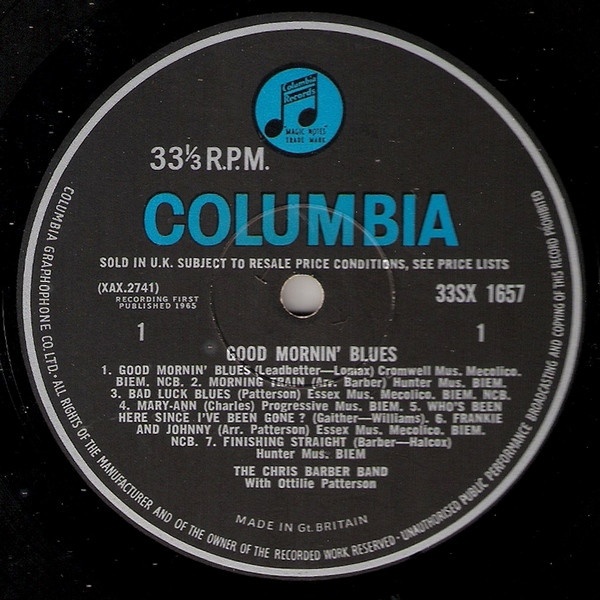 Columbia
Records
"MAGIC NOTES"
TRADE MARK
33⅓ R.P.M.
COLUMBIA
SOLD IN U.K. SUBJECT TO RESALE PRICE CONDITIONS, SEE PRICE LISTS
(XAX.2741)
RECORDING FIRST
PUBLISHED 1965
33SX 1657
1
1
GOOD MORNIN' BLUES
1. GOOD MORNIN' BLUES (Leadbetter—Lomax) Cromwell Mus. Mecolico.
BIEM. NCB. 2. MORNING TRAIN (Arr. Barber) Hunter Mus. BIEM.
3. BAD LUCK BLUES (Patterson) Essex Mus. Mecolico. BIEM. NCB.
4. MARY-ANN (Charles) Progressive Mus. BIEM. 5. WHO'S BEEN
HERE SINCE I'VE BEEN GONE ? (Gaither—Williams). 6. FRANKIE
AND JOHNNY (Arr. Patterson) Essex Mus. Mecolico. BIEM.
NCB. 7. FINISHING STRAIGHT (Barber—Halcox)
Hunter Mus. BIEM
THE CHRIS BARBER BAND
With Ottilie Patterson
MADE IN Gt. BRITAIN
COLUMBIA GRAPHOPHONE CO. LTD. · ALL RIGHTS OF THE MANUFACTURER AND OF THE OWNER OF THE RECORDED WORK RESERVED · UNAUTHORISED PUBLIC PERFORMANCE BROADCASTING AND COPYING OF THIS RECORD PROHIBITED